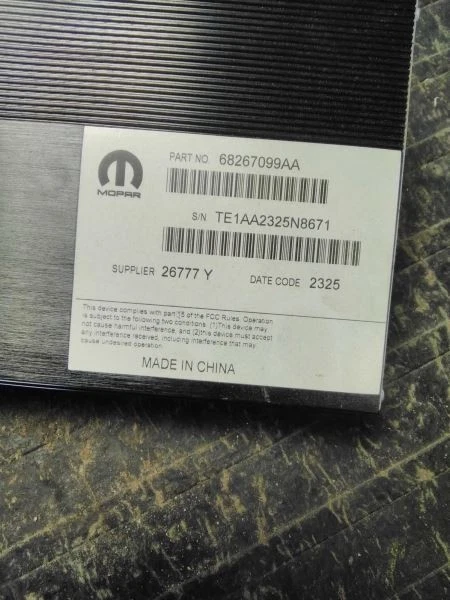 MOPAR
PART NO. 68267099AA
S/N TE1AA2325N8671
SUPPLIER 26777 Y DATE CODE 2325
This device complies with part 15 of the FCC Rules. Operation
is subject to the following two conditions. (1)This device may
not cause harmful interference, and (2)this device must accept
any interference received, including interference that may
cause undesired operation.
MADE IN CHINA